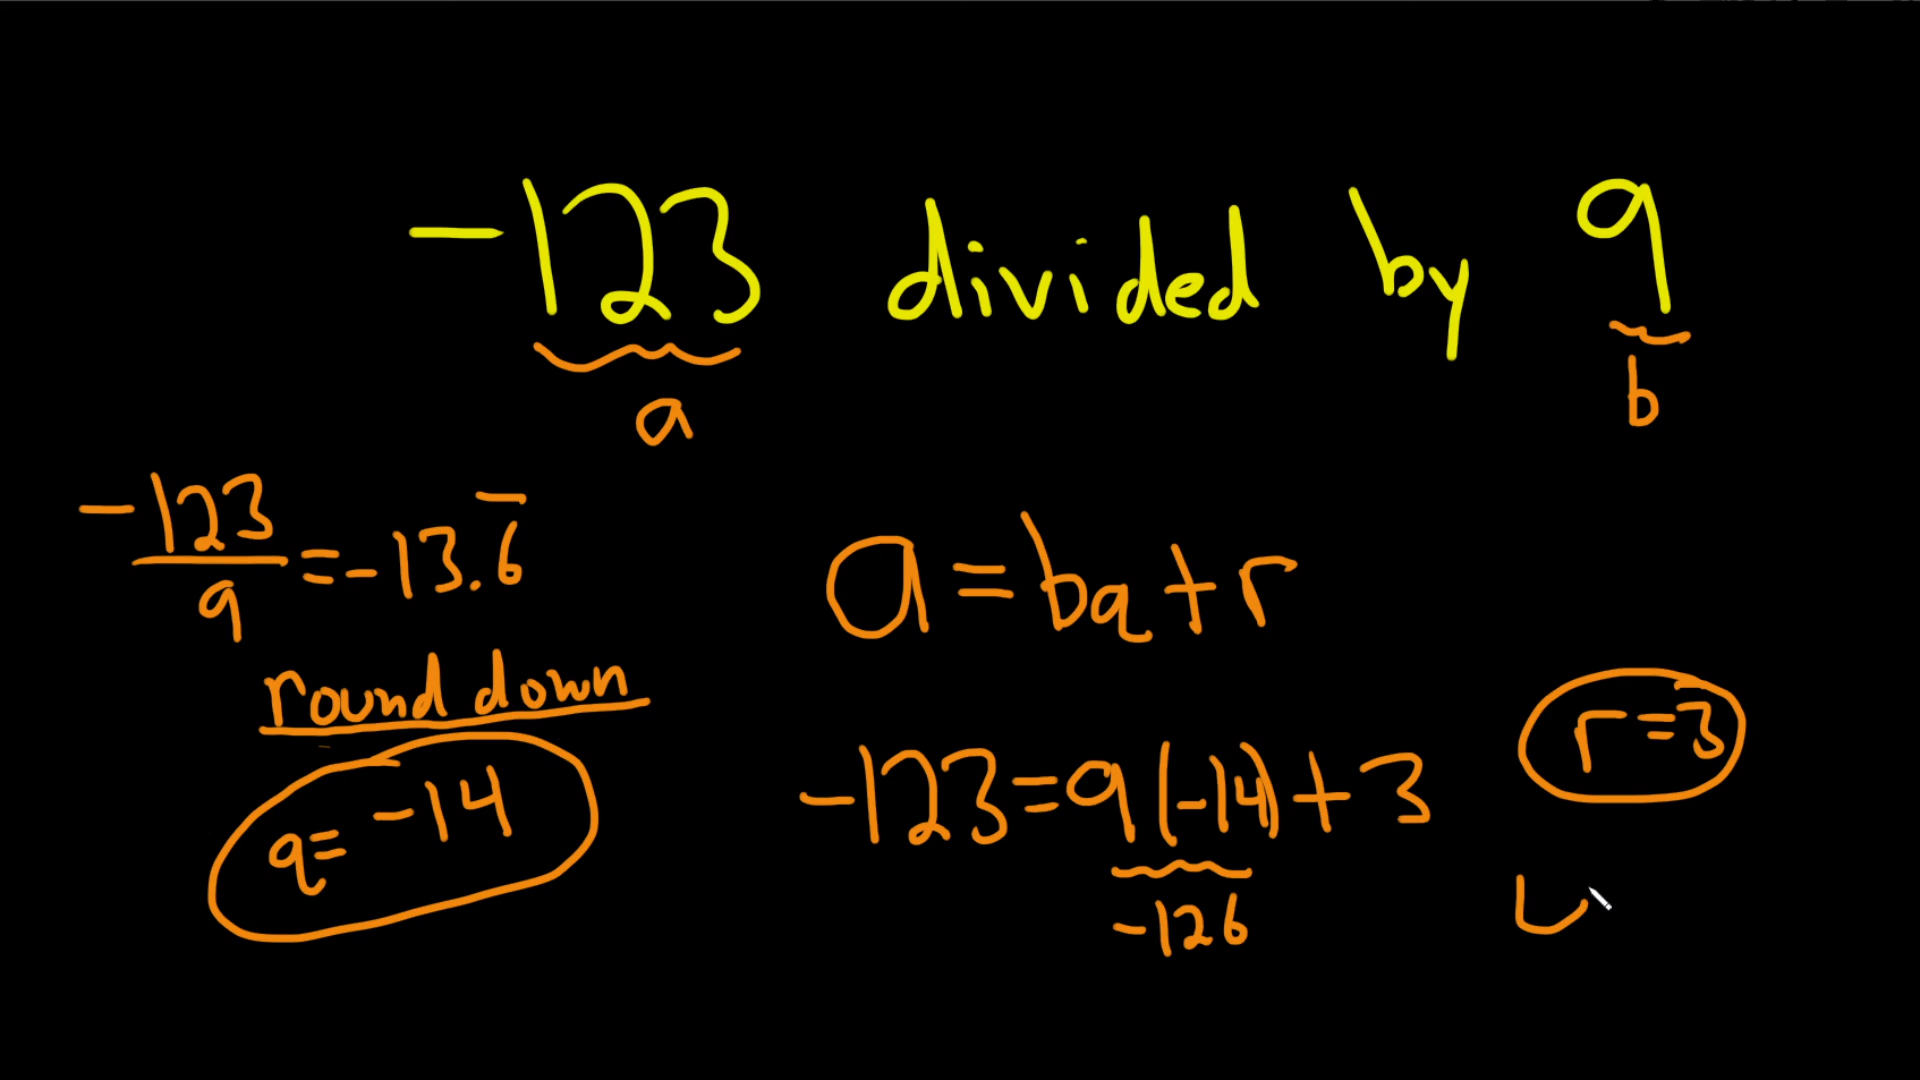 -123 divided by 9
a
b
-123/9 = -13.6̅
a = bq + r
round down
r = 3
q = -14
-123 = 9(-14) + 3
-126